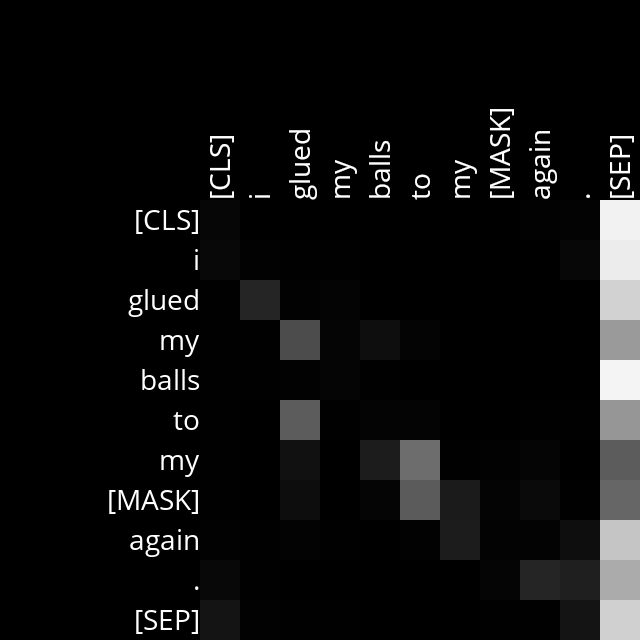 [CLS] i glued my balls to my [MASK] again . [SEP]
[CLS]
i
glued
my
balls
to
my
[MASK]
again
.
[SEP]